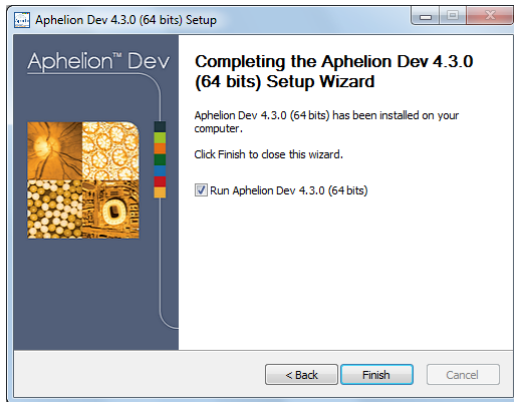 Aphelion Dev 4.3.0 (64 bits) Setup
Aphelion™ Dev
Completing the Aphelion Dev 4.3.0
(64 bits) Setup Wizard
Aphelion Dev 4.3.0 (64 bits) has been installed on your
computer.
Click Finish to close this wizard.
Run Aphelion Dev 4.3.0 (64 bits)
< Back
Finish
Cancel